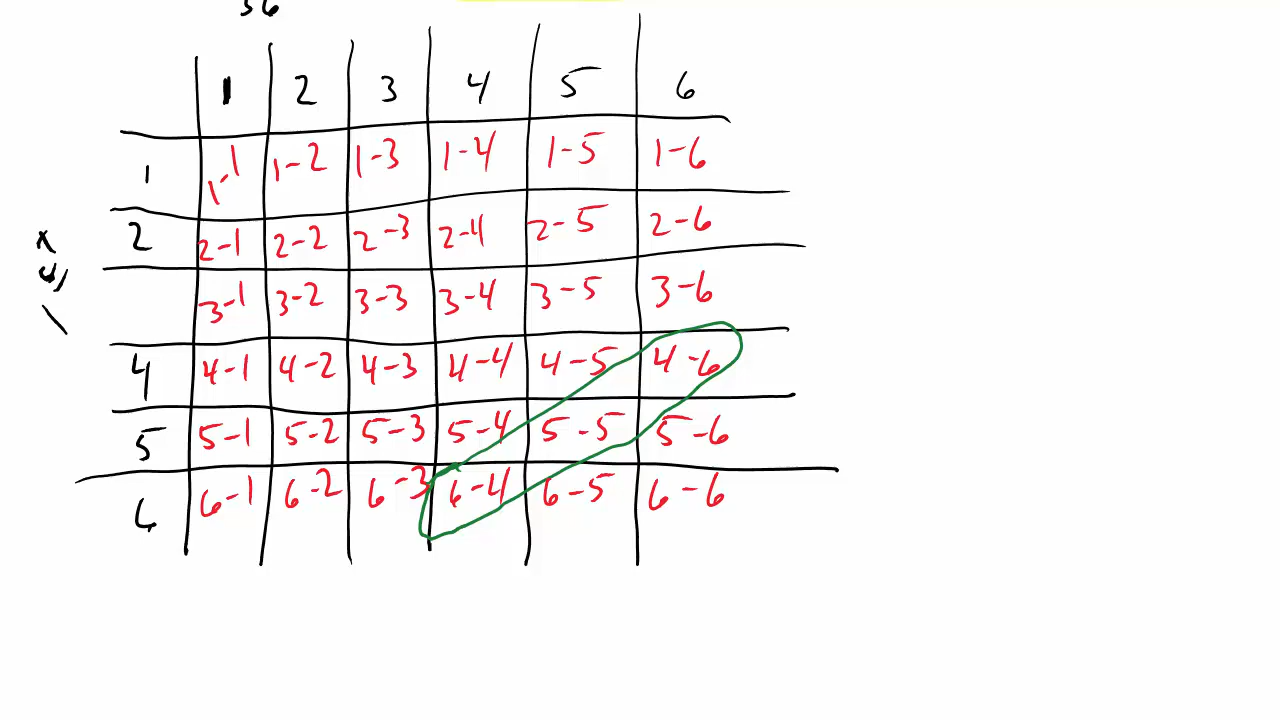 36
1 2 3 4 5 6
1 1-1 1-2 1-3 1-4 1-5 1-6
2 2-1 2-2 2-3 2-4 2-5 2-6
3-1 3-2 3-3 3-4 3-5 3-6
4 4-1 4-2 4-3 4-4 4-5 4-6
5 5-1 5-2 5-3 5-4 5-5 5-6
6 6-1 6-2 6-3 6-4 6-5 6-6